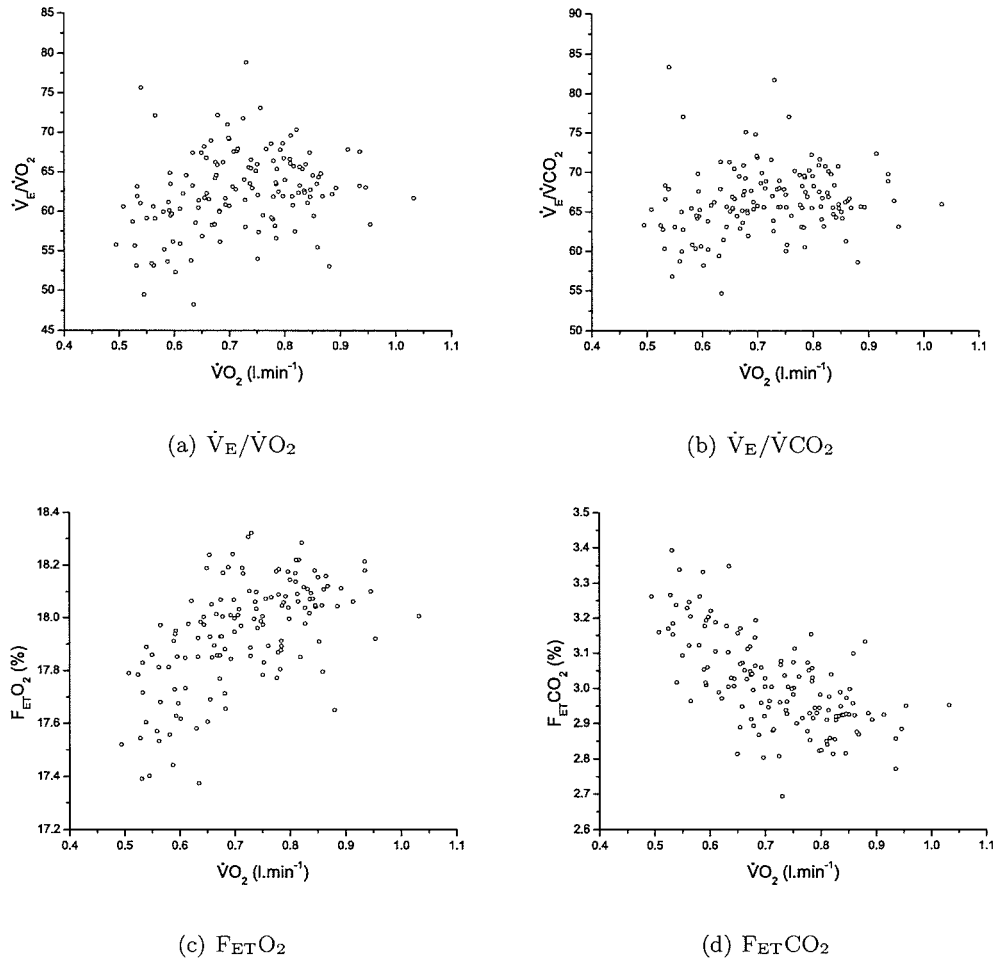 85
80
75
70
65
60
55
50
45
V̇E/V̇O2
0.4 0.5 0.6 0.7 0.8 0.9 1.0 1.1
V̇O2 (l.min-1)
(a) V̇E/V̇O2
90
85
80
75
70
65
60
55
50
V̇E/V̇CO2
0.4 0.5 0.6 0.7 0.8 0.9 1.0 1.1
V̇O2 (l.min-1)
(b) V̇E/V̇CO2
18.4
18.2
18.0
17.8
17.6
17.4
17.2
FETO2 (%)
0.4 0.5 0.6 0.7 0.8 0.9 1.0 1.1
V̇O2 (l.min-1)
(c) FETO2
3.5
3.4
3.3
3.2
3.1
3.0
2.9
2.8
2.7
2.6
FETCO2 (%)
0.4 0.5 0.6 0.7 0.8 0.9 1.0 1.1
V̇O2 (l.min-1)
(d) FETCO2